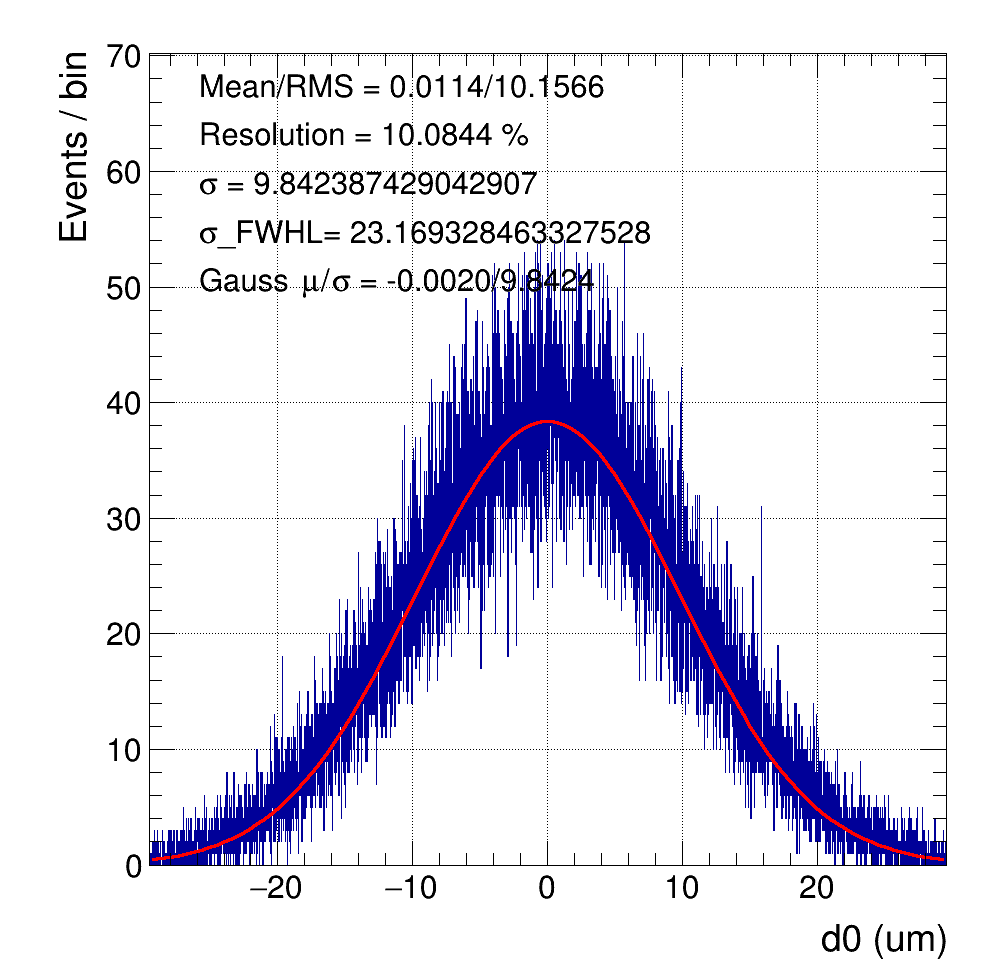 Events / bin
70
60
50
40
30
20
10
0
Mean/RMS = 0.0114/10.1566
Resolution = 10.0844 %
σ = 9.842387429042907
σ_FWHL= 23.169328463327528
Gauss μ/σ = -0.0020/9.8424
−20 −10 0 10 20
d0 (um)